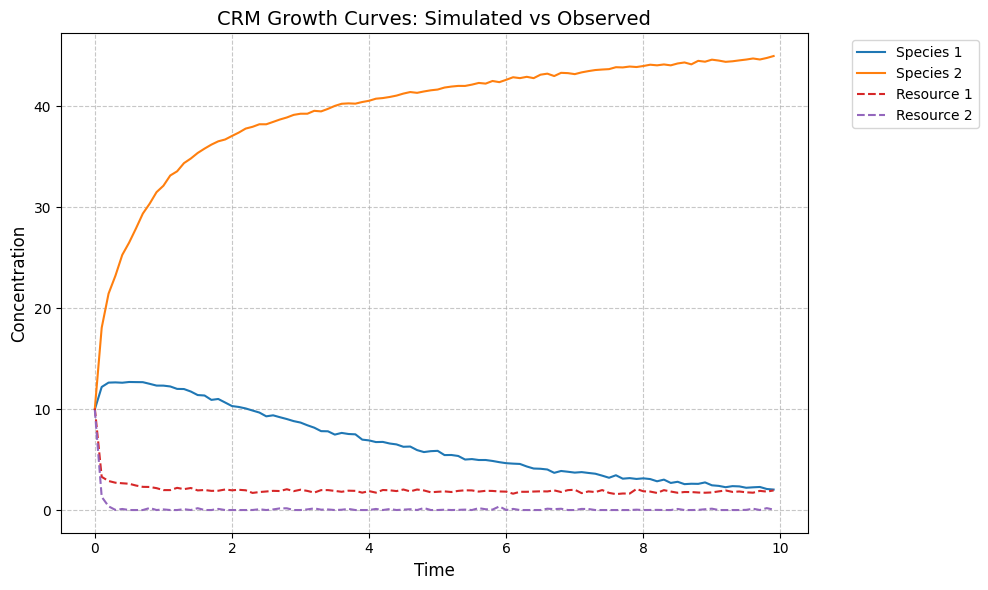 CRM Growth Curves: Simulated vs Observed
Species 1
Species 2
Resource 1
Resource 2
Concentration
40
30
20
10
0
0 2 4 6 8 10
Time